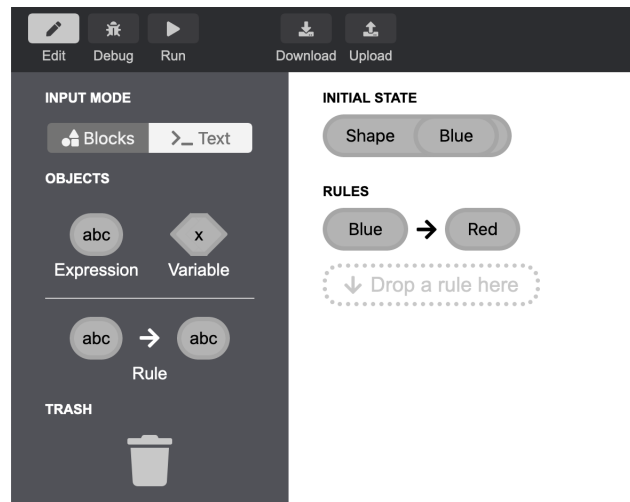 Edit Debug Run Download Upload
INPUT MODE
Blocks >_ Text
OBJECTS
abc x
Expression Variable
abc → abc
Rule
TRASH
INITIAL STATE
Shape Blue
RULES
Blue → Red
↓ Drop a rule here